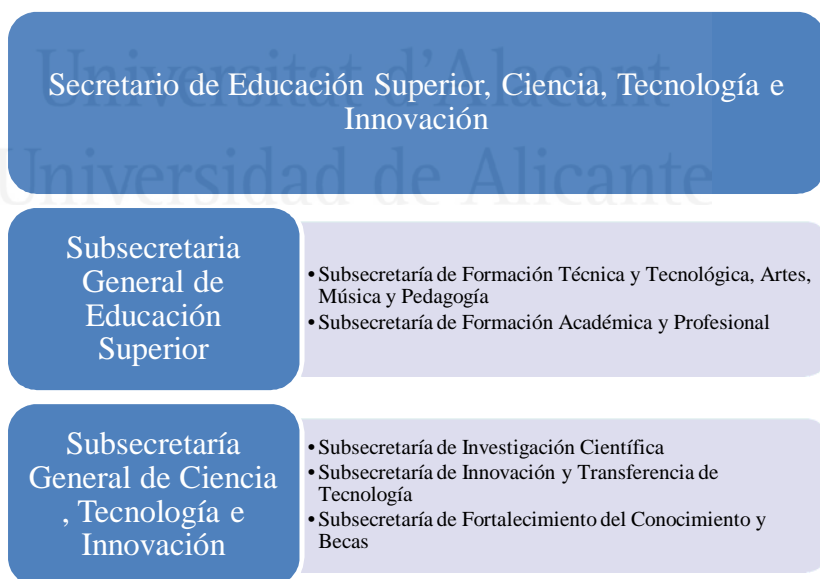 Universitat d'Alacant
Universidad de Alicante
Secretario de Educación Superior, Ciencia, Tecnología e
Innovación
Subsecretaria
General de
Educación
Superior
•Subsecretaría de Formación Técnica y Tecnológica, Artes,
Música y Pedagogía
•Subsecretaría de Formación Académica y Profesional
Subsecretaría
General de Ciencia
, Tecnología e
Innovación
•Subsecretaría de Investigación Científica
•Subsecretaría de Innovación y Transferencia de
Tecnología
•Subsecretaría de Fortalecimiento del Conocimiento y
Becas